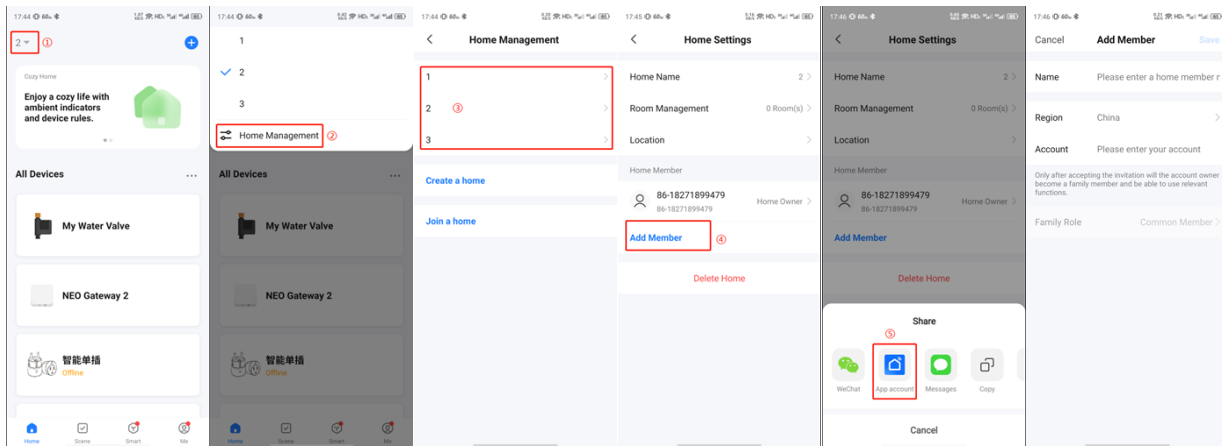 17:44
2
①
Cozy Home
Enjoy a cozy life with
ambient indicators
and device rules.
All Devices
...
My Water Valve
NEO Gateway 2
智能单插
Offline
Home
Scene
Smart
Me
17:44
1
2
3
Home Management
②
All Devices
...
My Water Valve
NEO Gateway 2
智能单插
Offline
Home
Scene
Smart
Me
17:44
Home Management
1
2
③
3
Create a home
Join a home
17:45
Home Settings
Home Name 2
Room Management 0 Room(s)
Location
Home Member
86-18271899479
Home Owner
86-18271899479
Add Member
④
Delete Home
17:46
Home Settings
Home Name 2
Room Management 0 Room(s)
Location
Home Member
86-18271899479
Home Owner
86-18271899479
Add Member
Delete Home
Share
⑤
WeChat
App account
Messages
Copy
Cancel
17:46
Cancel Add Member Save
Name Please enter a home member r
Region China
Account Please enter your account
Only after accepting the invitation will the account owner
become a family member and be able to use relevant
functions.
Family Role Common Member